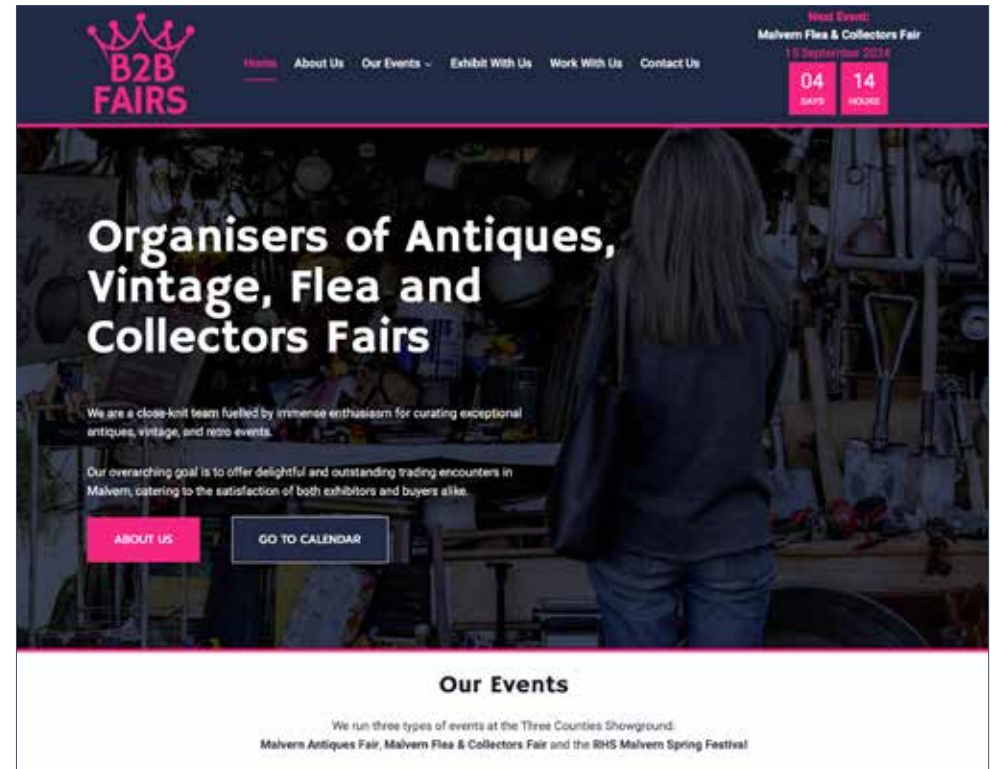 B2B
FAIRS
Home About Us Our Events Exhibit With Us Work With Us Contact Us
Next Event:
Malvern Flea & Collectors Fair
15 September 2024
04 14
DAYS HOURS
Organisers of Antiques,
Vintage, Flea and
Collectors Fairs
We are a close-knit team fuelled by immense enthusiasm for curating exceptional
antiques, vintage, and retro events.
Our overarching goal is to offer delightful and outstanding trading encounters in
Malvern, catering to the satisfaction of both exhibitors and buyers alike.
ABOUT US GO TO CALENDAR
Our Events
We run three types of events at the Three Counties Showground.
Malvern Antiques Fair, Malvern Flea & Collectors Fair and the RHS Malvern Spring Festival